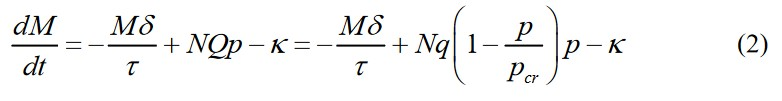 dM/dt = −Mδ/τ + NQp − κ = −Mδ/τ + Nq(1 − p/p_cr)p − κ (2)